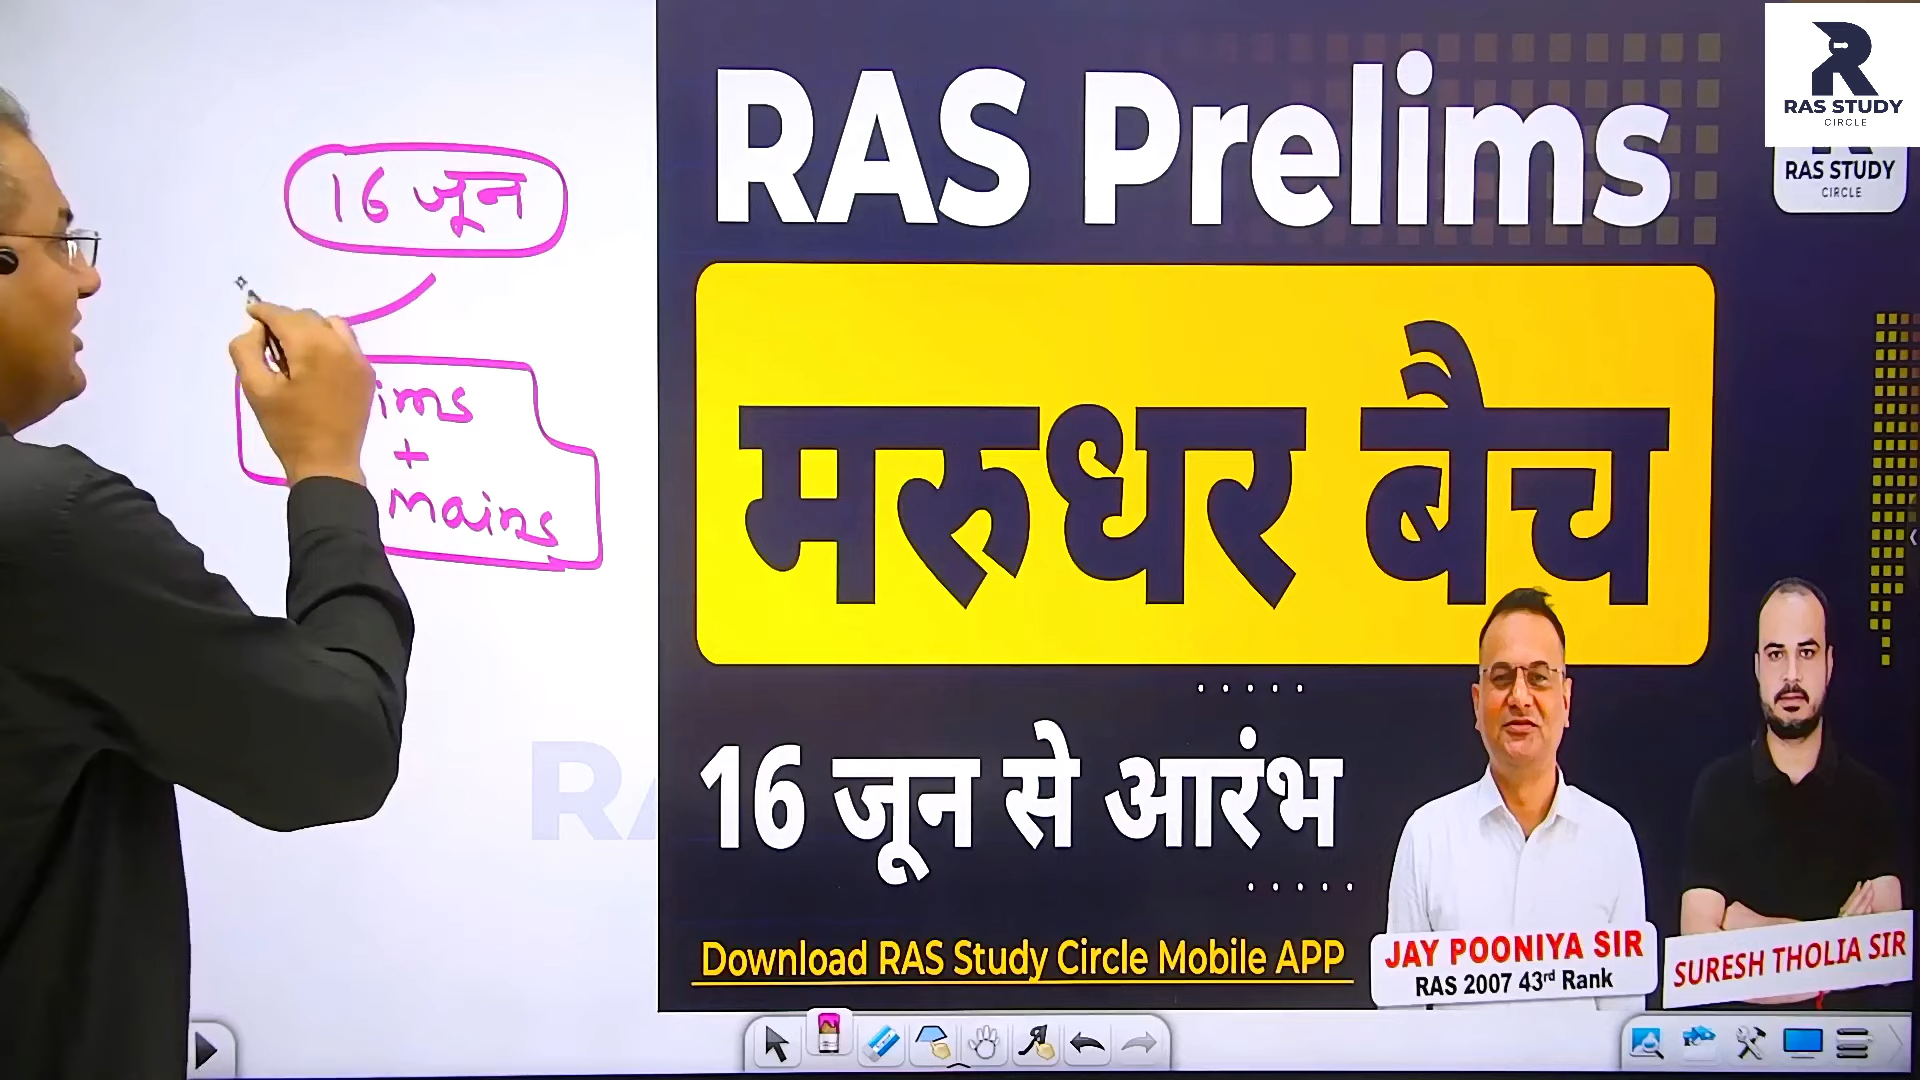 16 जून
ims
+
mains
RAS Prelims
मरुधर बैच
16 जून से आरंभ
Download RAS Study Circle Mobile APP
JAY POONIYA SIR
RAS 2007 43rd Rank
SURESH THOLIA SIR
RAS STUDY
CIRCLE
RAS STUDY
CIRCLE
RA